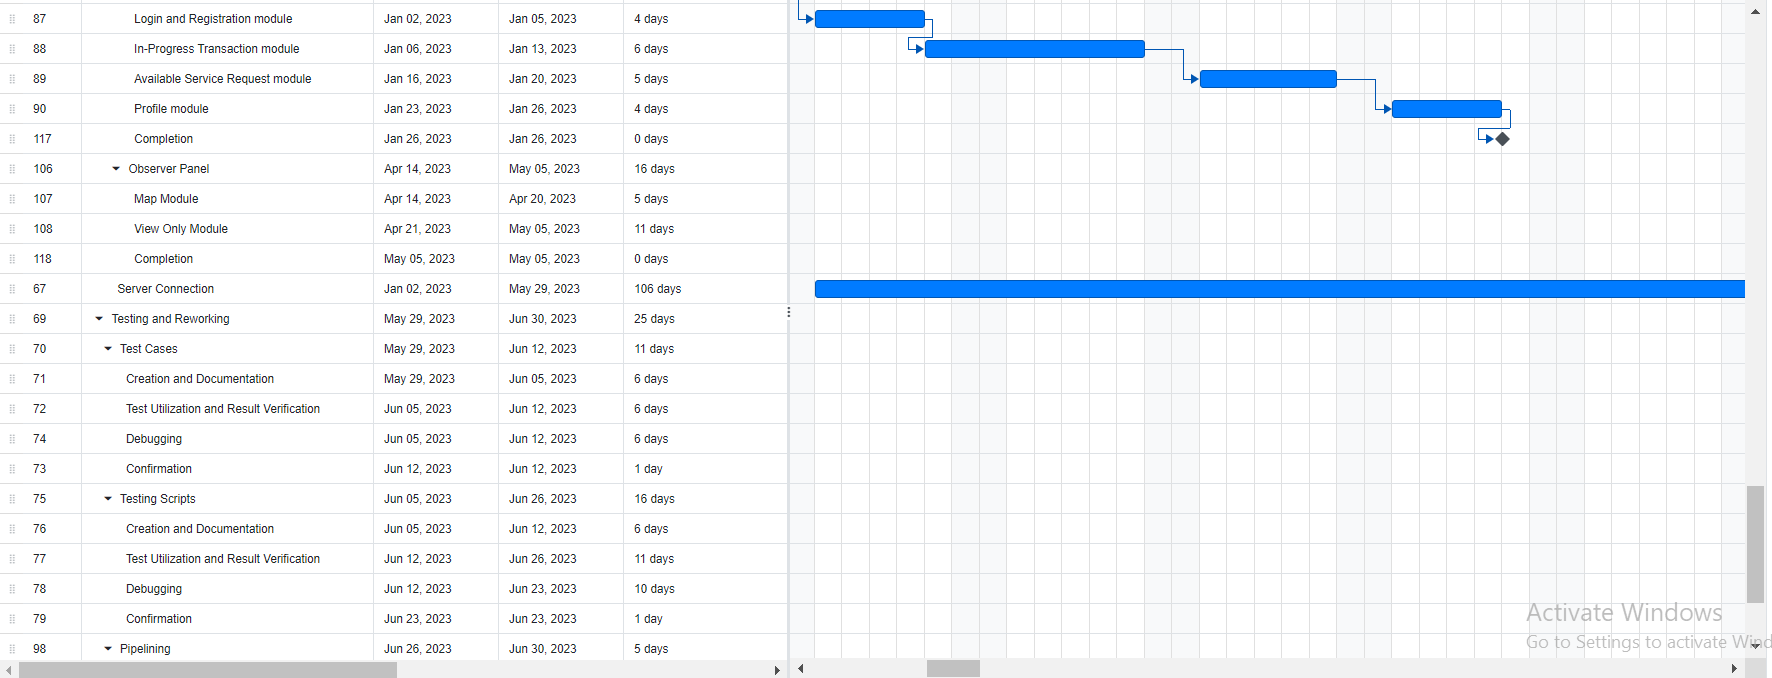 87 Login and Registration module Jan 02, 2023 Jan 05, 2023 4 days
88 In-Progress Transaction module Jan 06, 2023 Jan 13, 2023 6 days
89 Available Service Request module Jan 16, 2023 Jan 20, 2023 5 days
90 Profile module Jan 23, 2023 Jan 26, 2023 4 days
117 Completion Jan 26, 2023 Jan 26, 2023 0 days
106 Observer Panel Apr 14, 2023 May 05, 2023 16 days
107 Map Module Apr 14, 2023 Apr 20, 2023 5 days
108 View Only Module Apr 21, 2023 May 05, 2023 11 days
118 Completion May 05, 2023 May 05, 2023 0 days
67 Server Connection Jan 02, 2023 May 29, 2023 106 days
69 Testing and Reworking May 29, 2023 Jun 30, 2023 25 days
70 Test Cases May 29, 2023 Jun 12, 2023 11 days
71 Creation and Documentation May 29, 2023 Jun 05, 2023 6 days
72 Test Utilization and Result Verification Jun 05, 2023 Jun 12, 2023 6 days
74 Debugging Jun 05, 2023 Jun 12, 2023 6 days
73 Confirmation Jun 12, 2023 Jun 12, 2023 1 day
75 Testing Scripts Jun 05, 2023 Jun 26, 2023 16 days
76 Creation and Documentation Jun 05, 2023 Jun 12, 2023 6 days
77 Test Utilization and Result Verification Jun 12, 2023 Jun 26, 2023 11 days
78 Debugging Jun 12, 2023 Jun 23, 2023 10 days
79 Confirmation Jun 23, 2023 Jun 23, 2023 1 day
98 Pipelining Jun 26, 2023 Jun 30, 2023 5 days
Activate Windows
Go to Settings to activate Wind